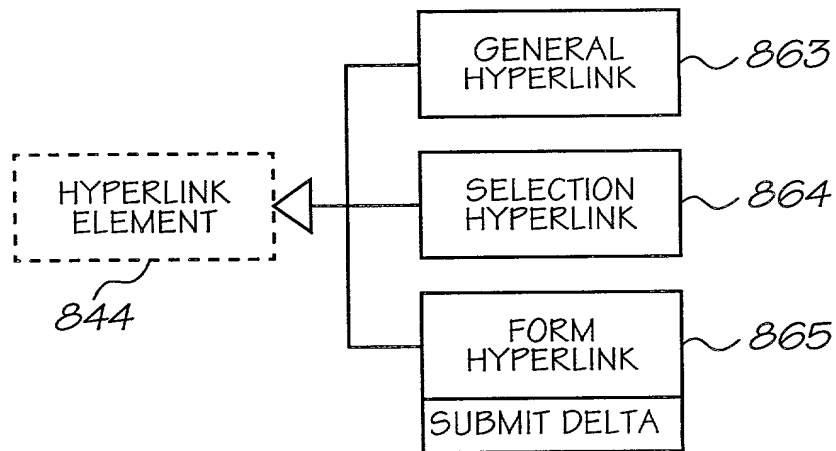 GENERAL
HYPERLINK
863
HYPERLINK
ELEMENT
844
SELECTION
HYPERLINK
864
FORM
HYPERLINK
865
SUBMIT DELTA